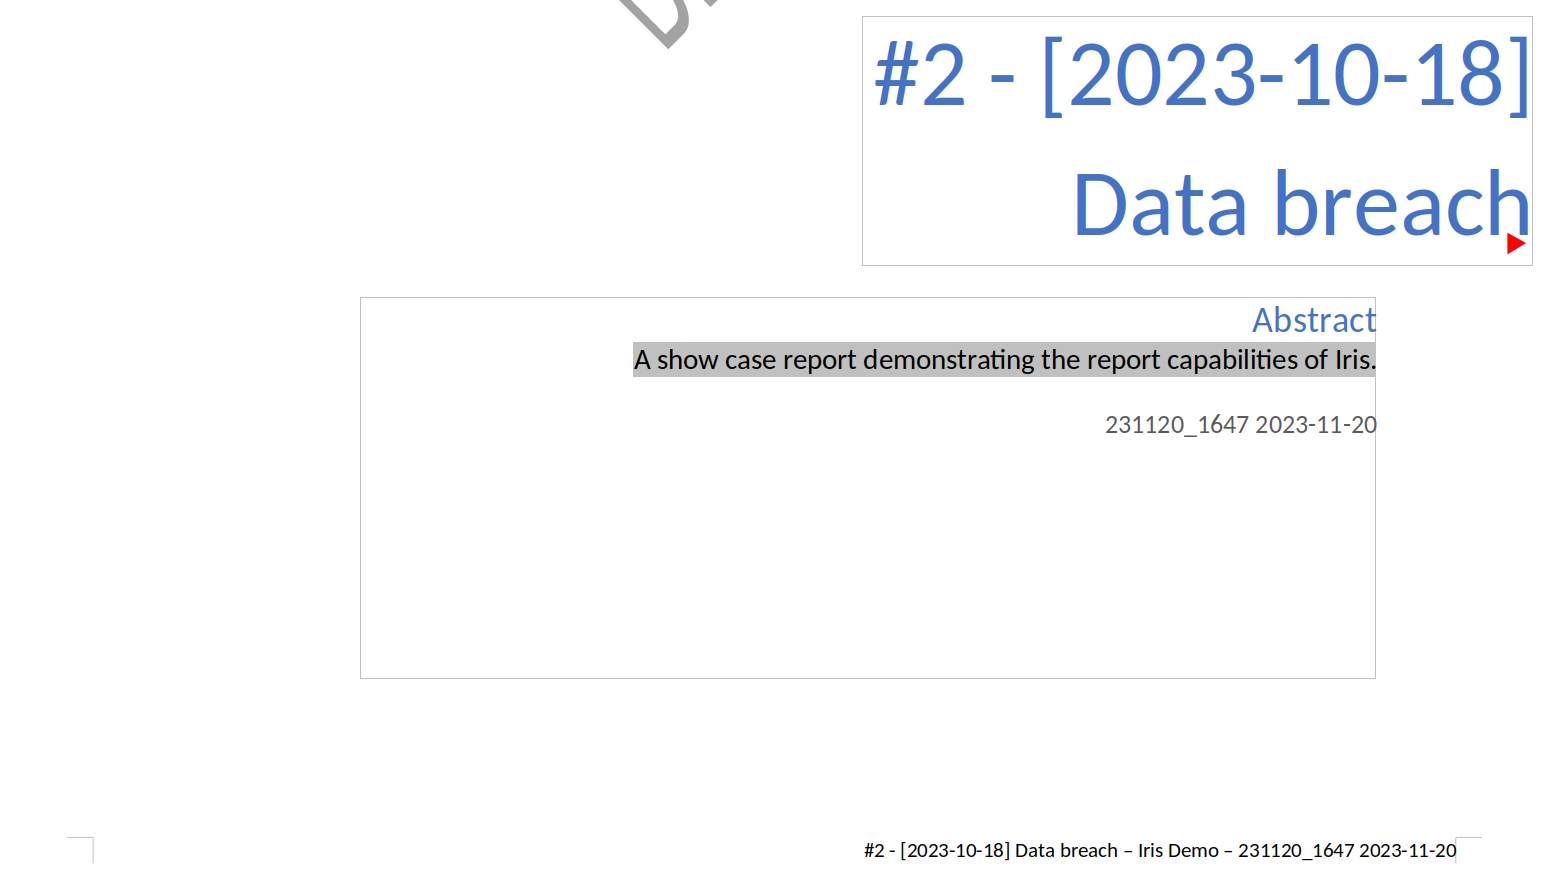 #2 - [2023-10-18]
Data breach
Abstract
A show case report demonstrating the report capabilities of Iris.
231120_1647 2023-11-20
#2 - [2023-10-18] Data breach – Iris Demo – 231120_1647 2023-11-20